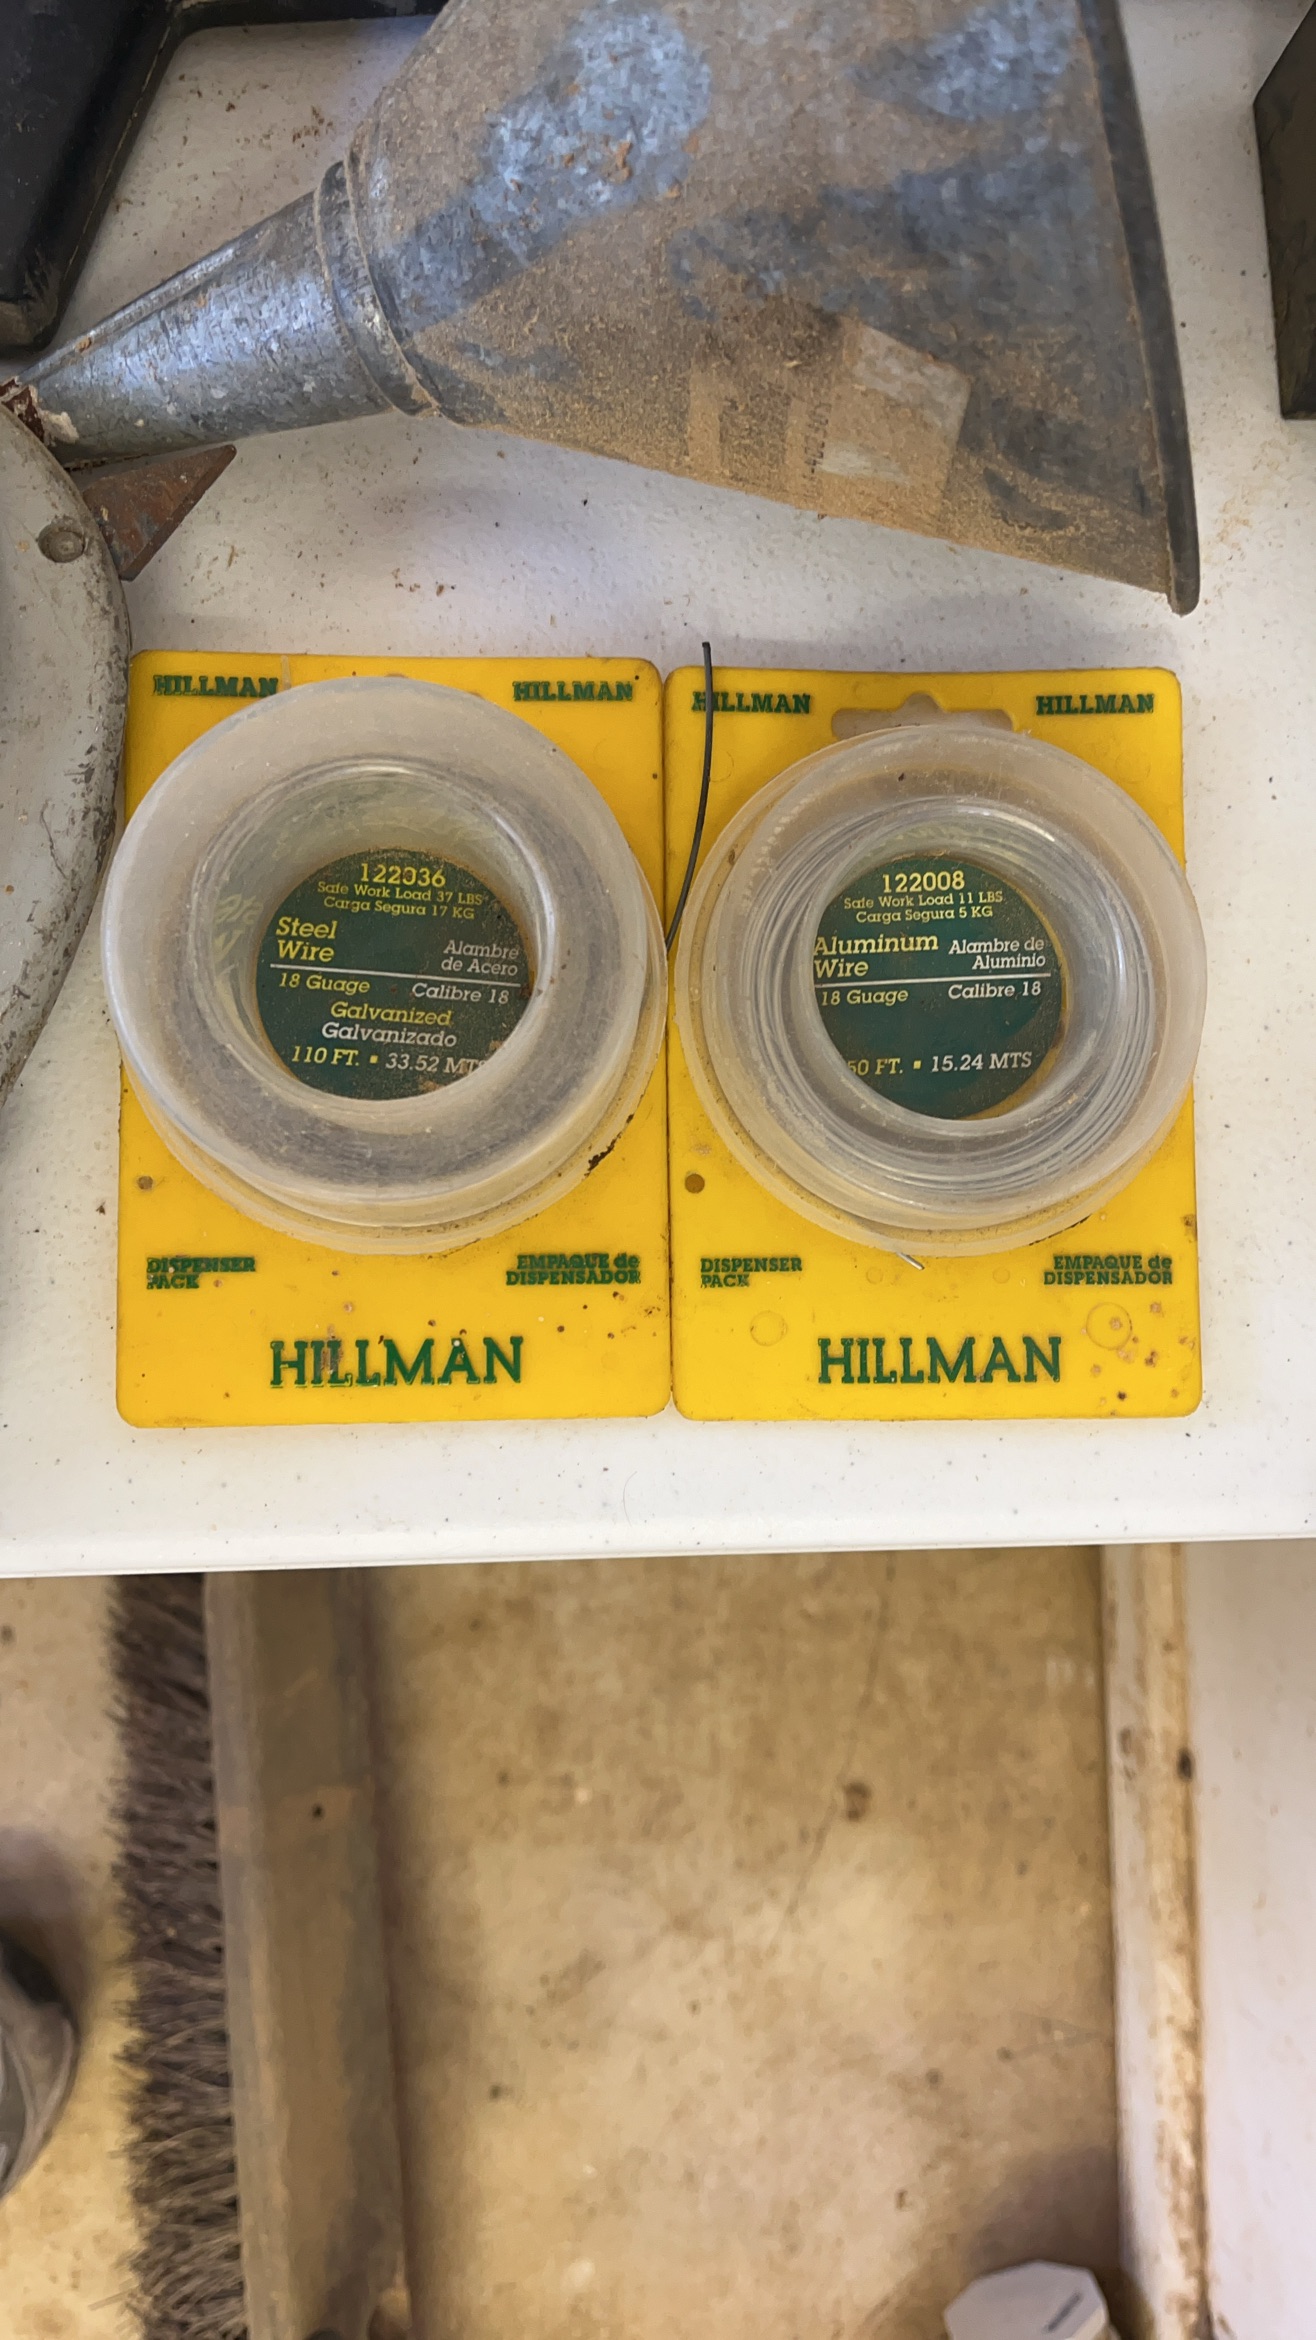 HILLMAN HILLMAN
122036
Safe Work Load 37 LBS
Carga Segura 17 KG
Steel
Wire
Alambre
de Acero
18 Guage Calibre 18
Galvanized
Galvanizado
110 FT. ▪ 33.52 MTS
DISPENSER
PACK
EMPAQUE de
DISPENSADOR
HILLMAN
HILLMAN HILLMAN
122008
Safe Work Load 11 LBS
Carga Segura 5 KG
Aluminum
Wire
Alambre de
Aluminio
18 Guage Calibre 18
50 FT. ▪ 15.24 MTS
DISPENSER
PACK
EMPAQUE de
DISPENSADOR
HILLMAN